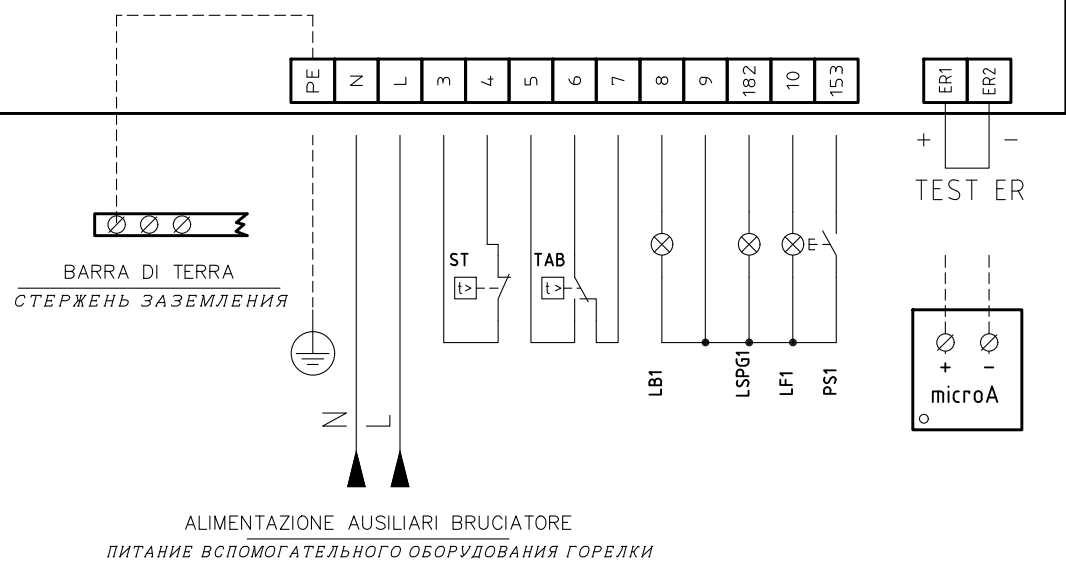 PE N L 3 4 5 6 7 8 9 182 10 153 ER1 ER2
+ -
TEST ER
BARRA DI TERRA
СТЕРЖЕНЬ ЗАЗЕМЛЕНИЯ
ST TAB
t> t>
E
LB1 LSPG1 LF1 PS1
+ -
microA
N L
ALIMENTAZIONE AUSILIARI BRUCIATORE
ПИТАНИЕ ВСПОМОГАТЕЛЬНОГО ОБОРУДОВАНИЯ ГОРЕЛКИ